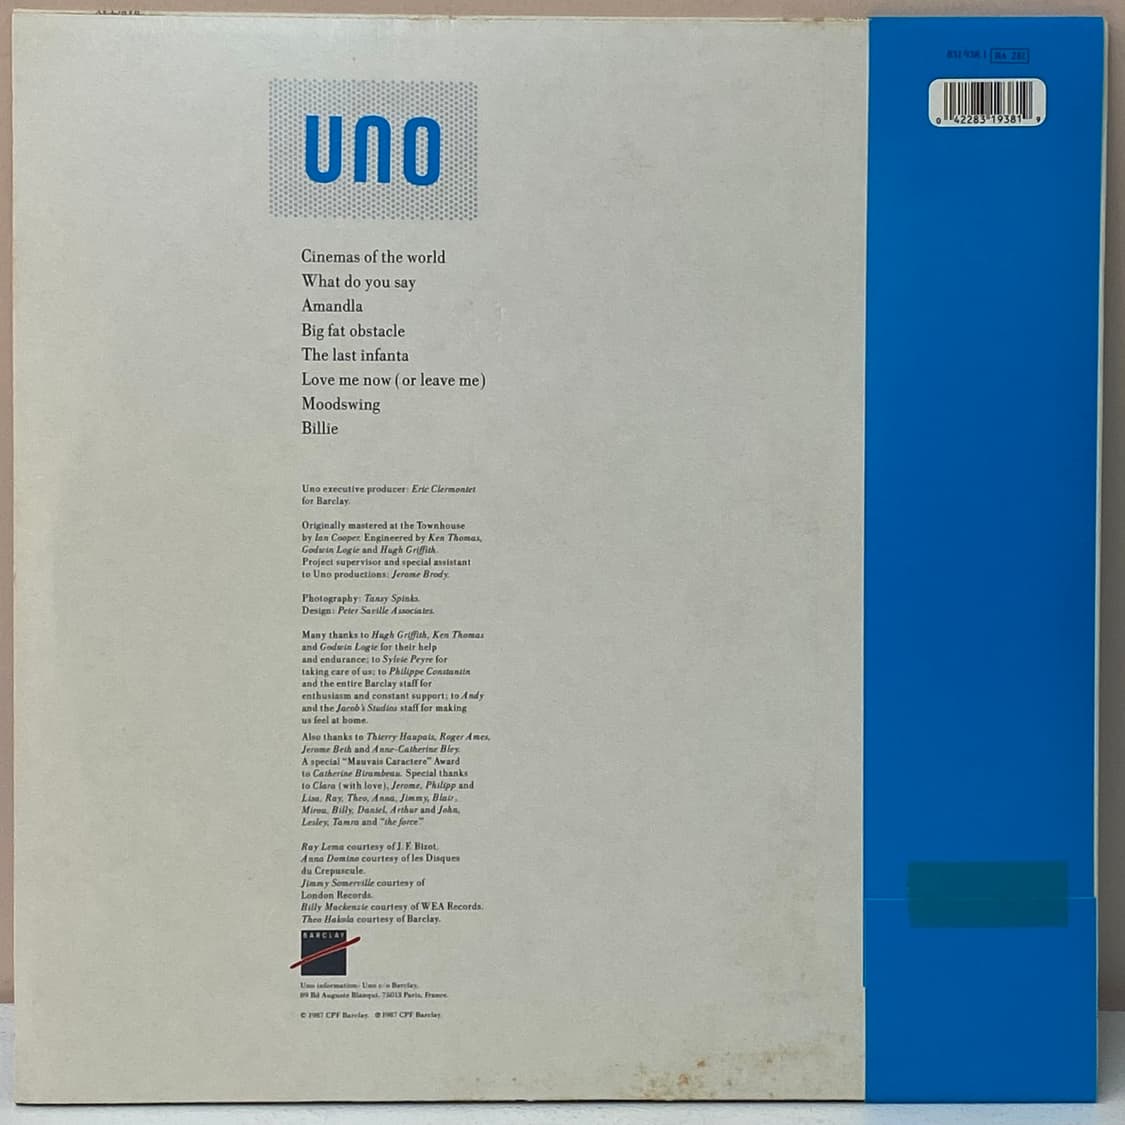 831 938 1 BA 282
0 42283 19381 9
UNO
Cinemas of the world
What do you say
Amandla
Big fat obstacle
The last infanta
Love me now (or leave me)
Moodswing
Billie
Uno executive producer: Eric Clermontet
for Barclay.
Originally mastered at the Townhouse
by Ian Cooper. Engineered by Ken Thomas,
Godwin Logie and Hugh Griffith.
Project supervisor and special assistant
to Uno productions: Jerome Brody.
Photography: Tansy Spinks.
Design: Peter Saville Associates.
Many thanks to Hugh Griffith, Ken Thomas
and Godwin Logie for their help
and endurance; to Sylvie Peyre for
taking care of us; to Philippe Constantin
and the entire Barclay staff for
enthusiasm and constant support; to Andy
and the Jacob's Studios staff for making
us feel at home.
Also thanks to Thierry Haupais, Roger Ames,
Jerome Beth and Anne-Catherine Bley.
A special "Mauvais Caractere" Award
to Catherine Birambeau. Special thanks
to Clara (with love), Jerome, Philipp and
Lisa, Ray, Theo, Anna, Jimmy, Blair,
Mirou, Billy, Daniel, Arthur and John,
Lesley, Tamra and "the force"
Ray Lema courtesy of J. F. Bizot.
Anna Domino courtesy of les Disques
du Crepuscule.
Jimmy Somerville courtesy of
London Records.
Billy Mackenzie courtesy of WEA Records.
Theo Hakola courtesy of Barclay.
BARCLAY
Uno information: Uno c/o Barclay.
89 Bd Auguste Blanqui, 75013 Paris, France.
© 1987 CPF Barclay. ℗ 1987 CPF Barclay.